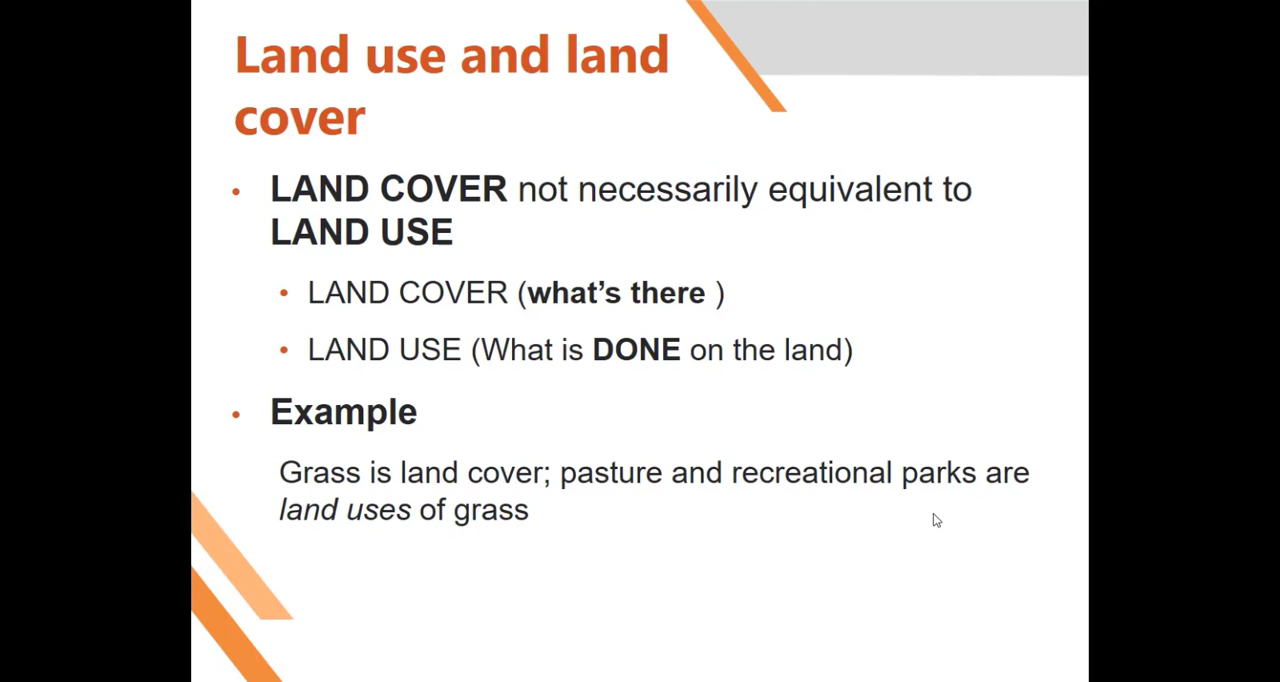 Land use and land
cover
• LAND COVER not necessarily equivalent to
LAND USE
• LAND COVER (what’s there )
• LAND USE (What is DONE on the land)
• Example
Grass is land cover; pasture and recreational parks are
land uses of grass